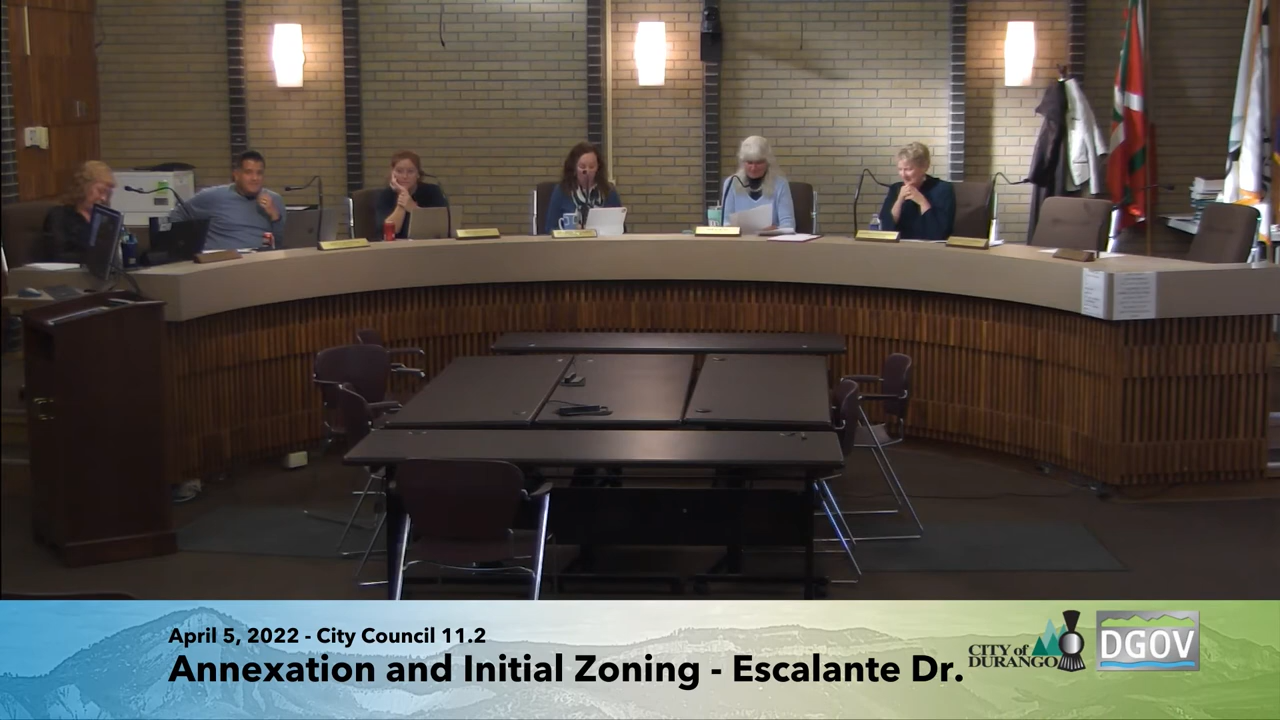 April 5, 2022 - City Council 11.2
Annexation and Initial Zoning - Escalante Dr.
CITY of
DURANGO
DGOV